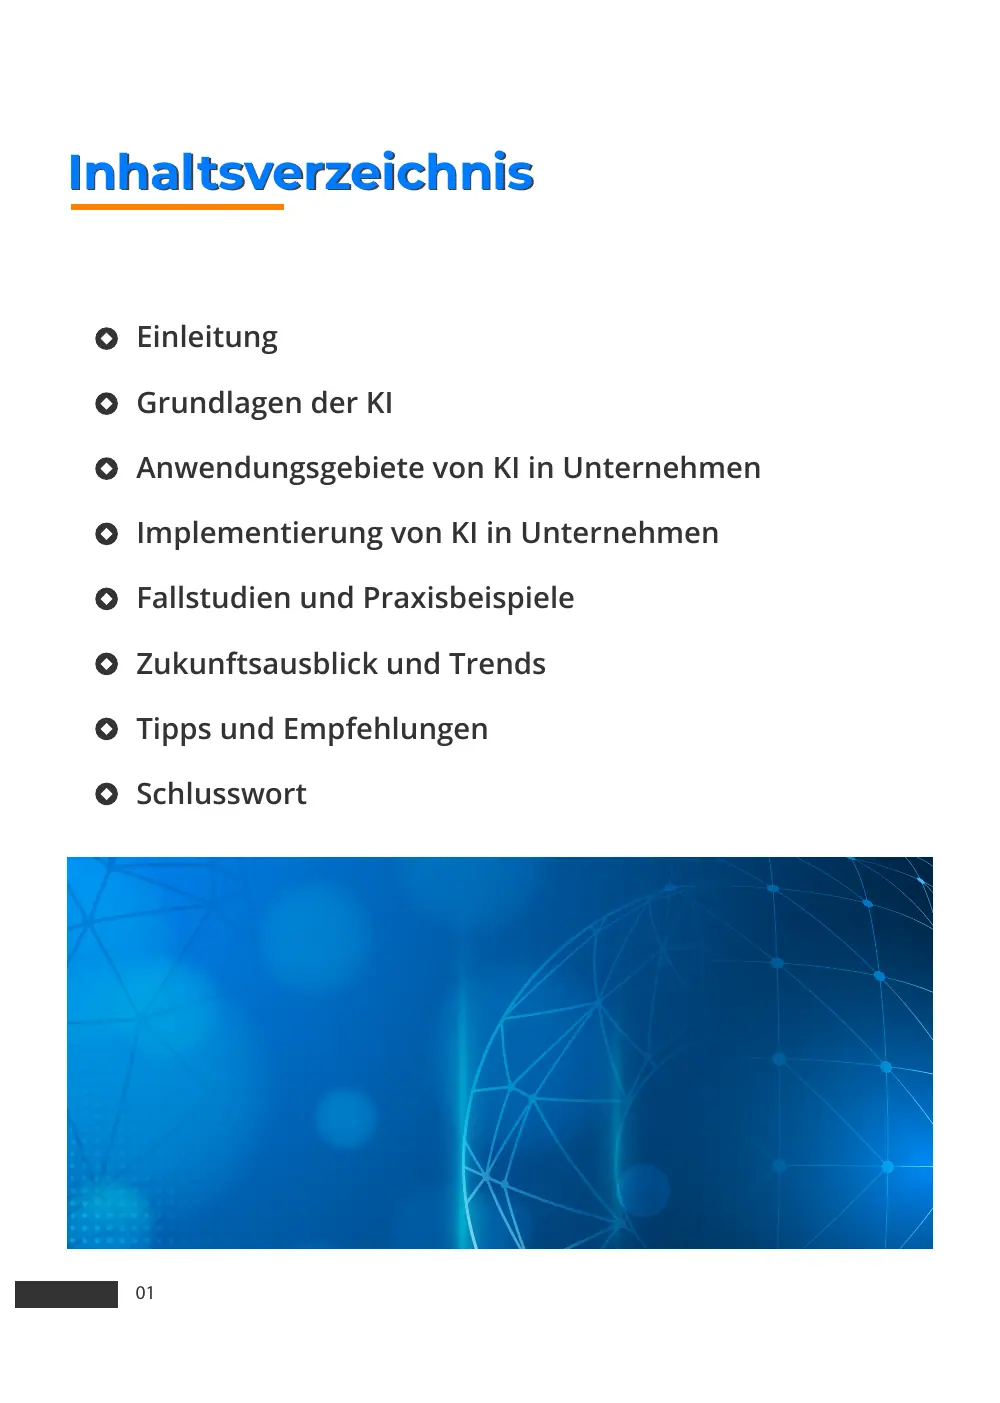 Inhaltsverzeichnis
Einleitung
Grundlagen der KI
Anwendungsgebiete von KI in Unternehmen
Implementierung von KI in Unternehmen
Fallstudien und Praxisbeispiele
Zukunftsausblick und Trends
Tipps und Empfehlungen
Schlusswort
01